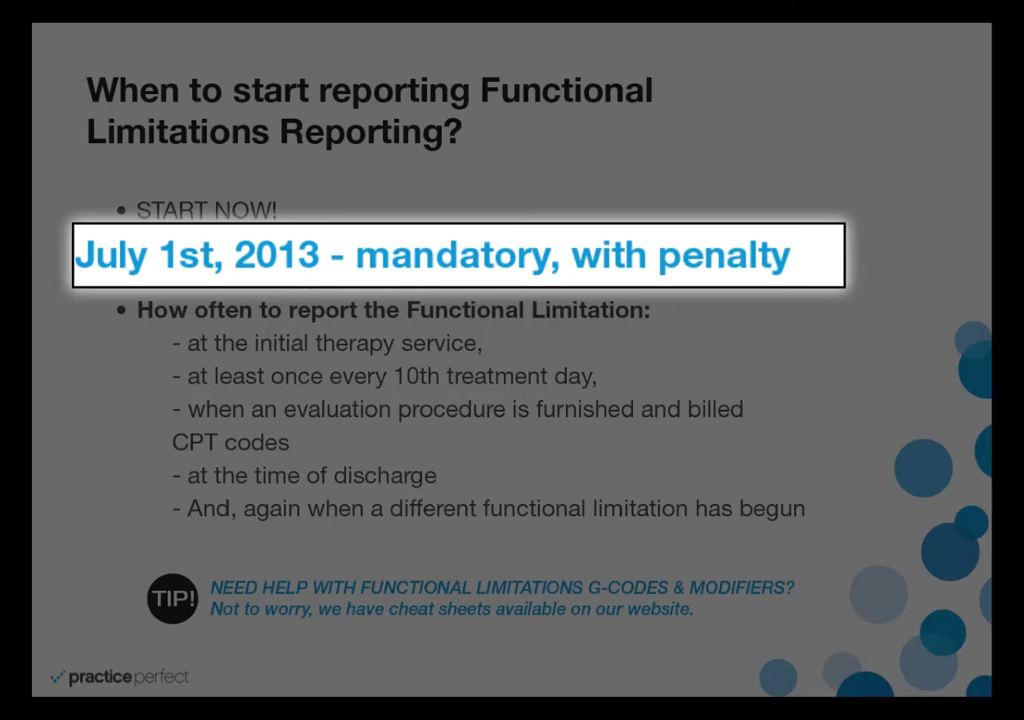 When to start reporting Functional
Limitations Reporting?
• START NOW!
July 1st, 2013 - mandatory, with penalty
• How often to report the Functional Limitation:
- at the initial therapy service,
- at least once every 10th treatment day,
- when an evaluation procedure is furnished and billed
CPT codes
- at the time of discharge
- And, again when a different functional limitation has begun
TIP!
NEED HELP WITH FUNCTIONAL LIMITATIONS G-CODES & MODIFIERS?
Not to worry, we have cheat sheets available on our website.
practiceperfect